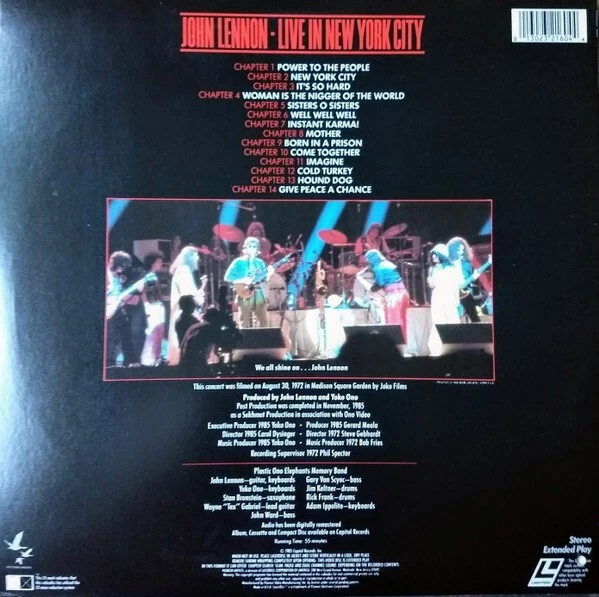 JOHN LENNON • LIVE IN NEW YORK CITY
CHAPTER 1 POWER TO THE PEOPLE
CHAPTER 2 NEW YORK CITY
CHAPTER 3 IT'S SO HARD
CHAPTER 4 WOMAN IS THE NIGGER OF THE WORLD
CHAPTER 5 SISTERS O SISTERS
CHAPTER 6 WELL WELL WELL
CHAPTER 7 INSTANT KARMA!
CHAPTER 8 MOTHER
CHAPTER 9 BORN IN A PRISON
CHAPTER 10 COME TOGETHER
CHAPTER 11 IMAGINE
CHAPTER 12 COLD TURKEY
CHAPTER 13 HOUND DOG
CHAPTER 14 GIVE PEACE A CHANCE
We all shine on...John Lennon
This concert was filmed on August 30, 1972 in Madison Square Garden by Joko Films
Produced by John Lennon and Yoko Ono
Post Production was completed in November, 1985
as a Sekhmet Production in association with Ono Video
Executive Producer 1985 Yoko Ono • Producer 1985 Gerard Meola
Director 1985 Carol Dysinger • Director 1972 Steve Gebhardt
Music Producer 1985 Yoko Ono • Music Producer 1972 Bob Fries
Recording Supervisor 1972 Phil Spector
Plastic Ono Elephants Memory Band
John Lennon—guitar, keyboards Gary Van Scyoc—bass
Yoko Ono—keyboards Jim Keltner—drums
Stan Bronstein—saxophone Rick Frank—drums
Wayne "Tex" Gabriel—lead guitar Adam Ippolito—keyboards
John Ward—bass
Audio has been digitally remastered
Album, Cassette and Compact Disc available on Capitol Records
Running Time: 55 minutes
© 1985 Capitol Records, Inc.
Stereo
Extended Play